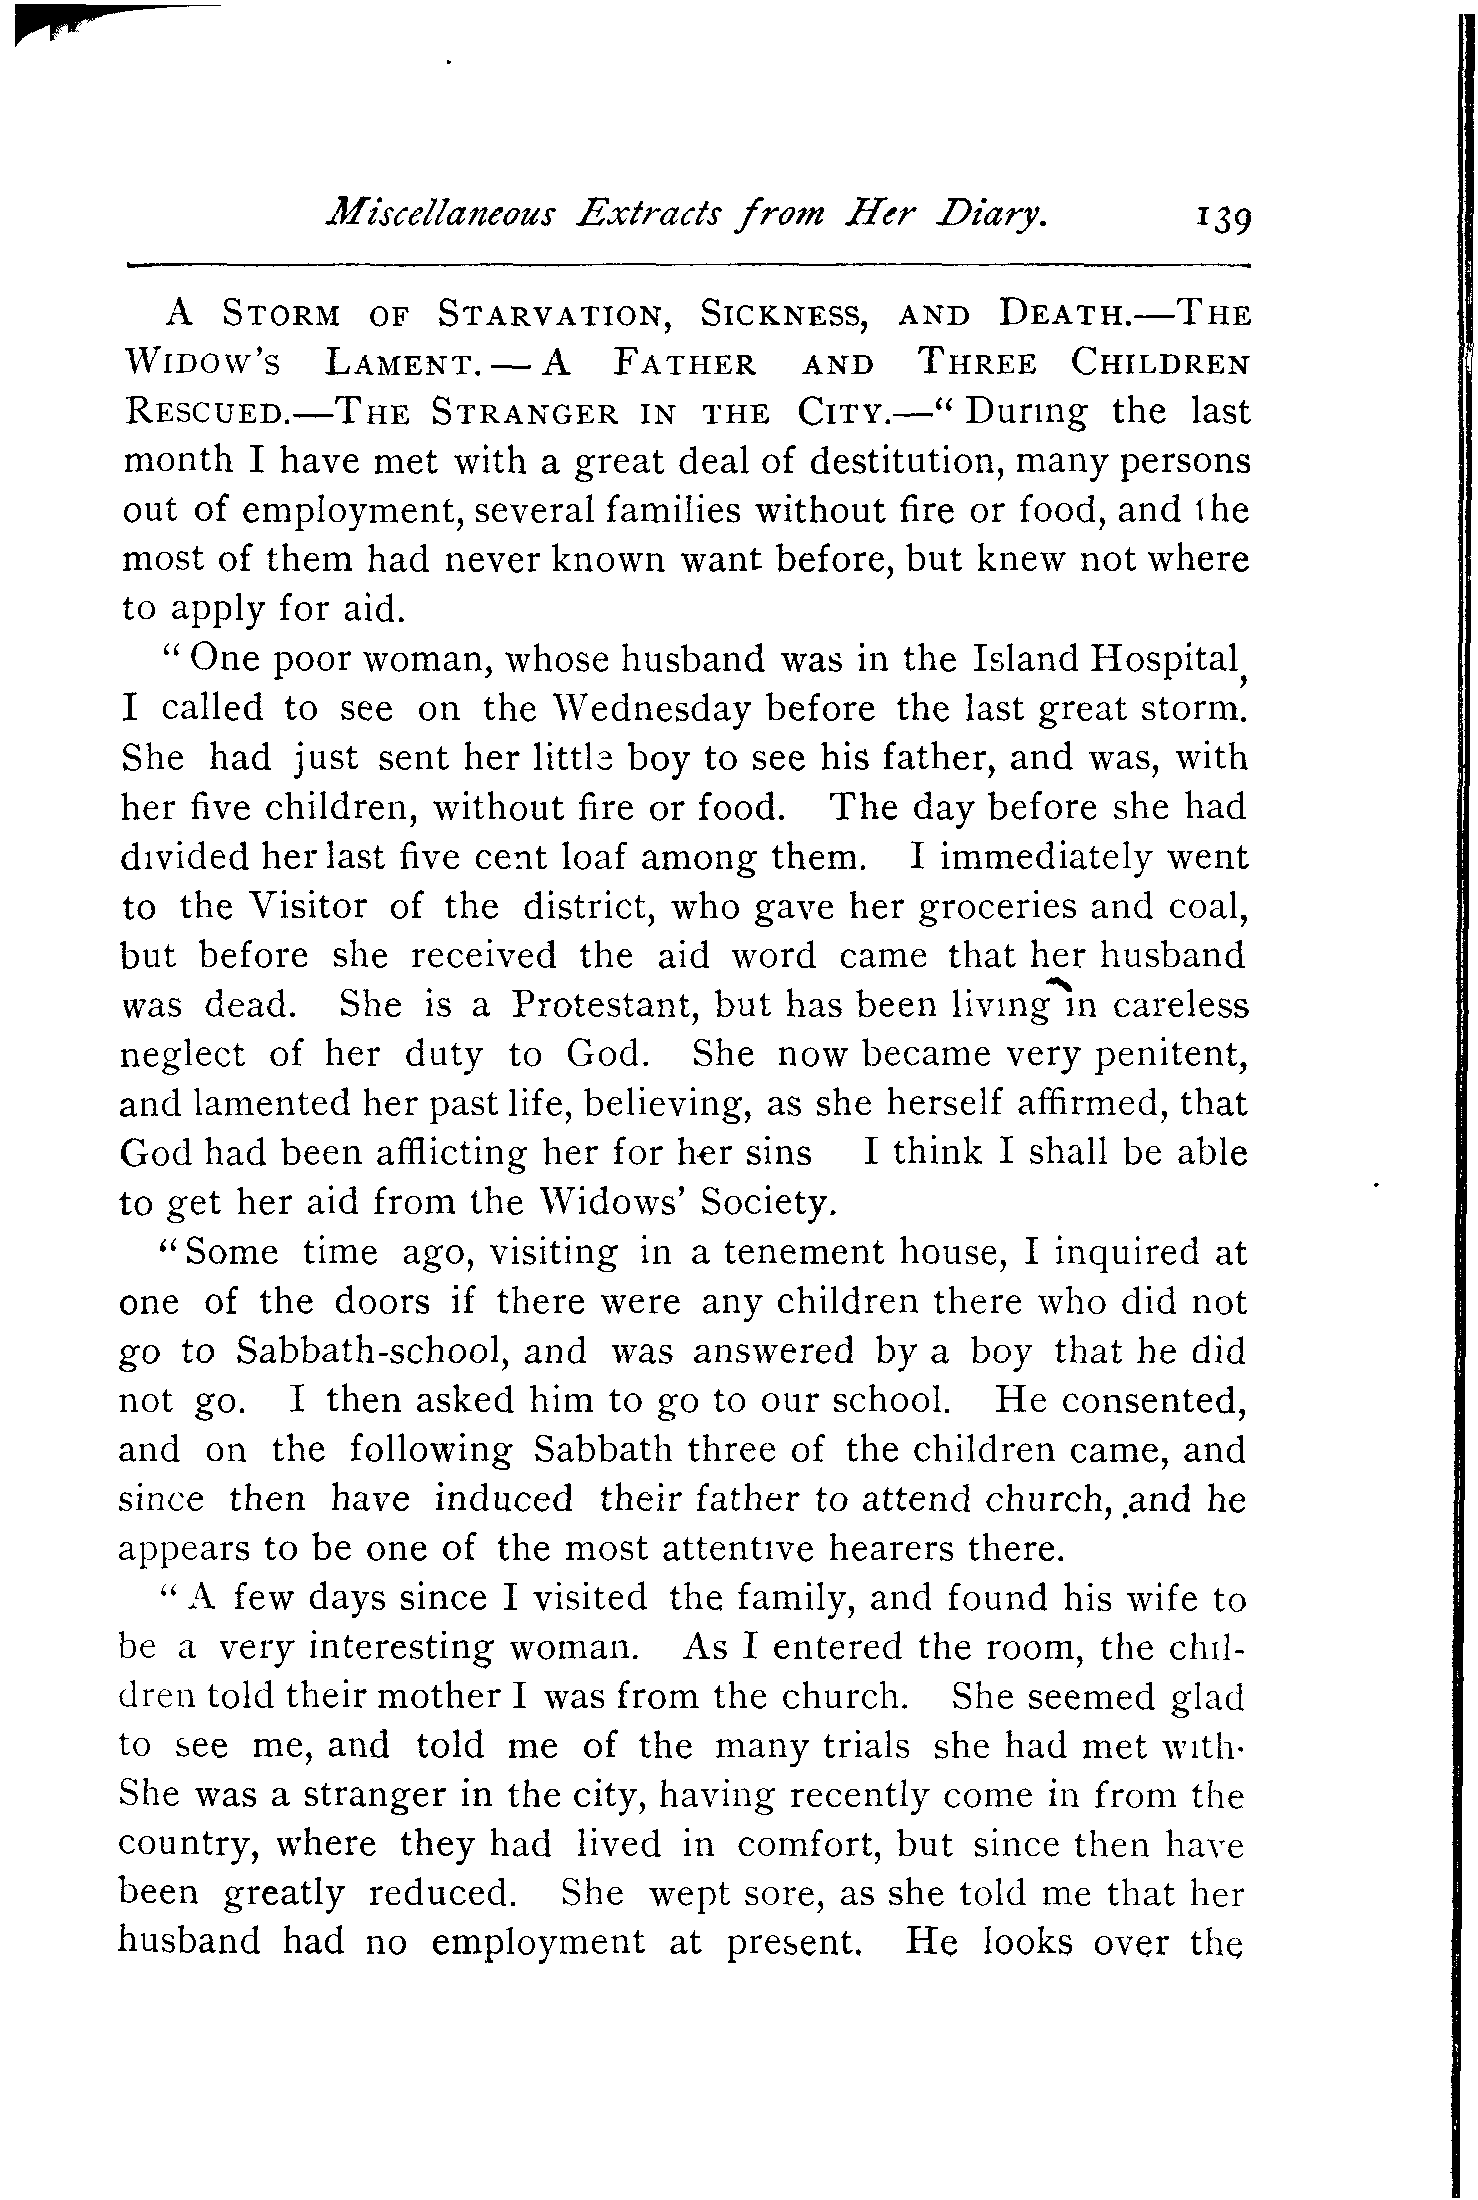 Miscellaneous Extracts from Her Diary. 139
A STORM OF STARVATION, SICKNESS, AND DEATH.—THE
WIDOW'S LAMENT.—A FATHER AND THREE CHILDREN
RESCUED.—THE STRANGER IN THE CITY.—“ During the last
month I have met with a great deal of destitution, many persons
out of employment, several families without fire or food, and the
most of them had never known want before, but knew not where
to apply for aid.
“ One poor woman, whose husband was in the Island Hospital,
I called to see on the Wednesday before the last great storm.
She had just sent her little boy to see his father, and was, with
her five children, without fire or food. The day before she had
divided her last five cent loaf among them. I immediately went
to the Visitor of the district, who gave her groceries and coal,
but before she received the aid word came that her husband
was dead. She is a Protestant, but has been living in careless
neglect of her duty to God. She now became very penitent,
and lamented her past life, believing, as she herself affirmed, that
God had been afflicting her for her sins I think I shall be able
to get her aid from the Widows' Society.
“ Some time ago, visiting in a tenement house, I inquired at
one of the doors if there were any children there who did not
go to Sabbath-school, and was answered by a boy that he did
not go. I then asked him to go to our school. He consented,
and on the following Sabbath three of the children came, and
since then have induced their father to attend church, and he
appears to be one of the most attentive hearers there.
“ A few days since I visited the family, and found his wife to
be a very interesting woman. As I entered the room, the chil-
dren told their mother I was from the church. She seemed glad
to see me, and told me of the many trials she had met with.
She was a stranger in the city, having recently come in from the
country, where they had lived in comfort, but since then have
been greatly reduced. She wept sore, as she told me that her
husband had no employment at present. He looks over the